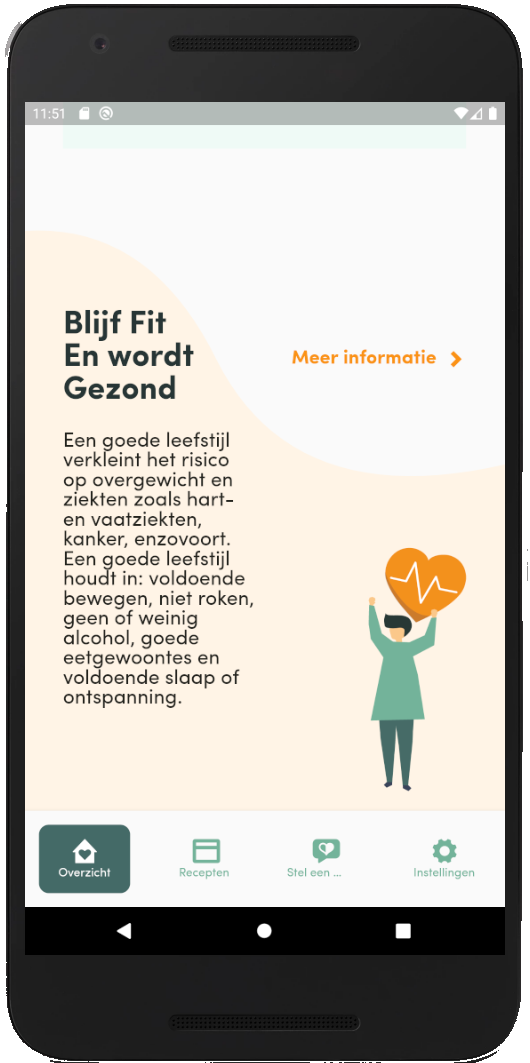 11:51
Blijf Fit
En wordt
Gezond
Meer informatie
Een goede leefstijl
verkleint het risico
op overgewicht en
ziekten zoals hart-
en vaatziekten,
kanker, enzovoort.
Een goede leefstijl
houdt in: voldoende
bewegen, niet roken,
geen of weinig
alcohol, goede
eetgewoontes en
voldoende slaap of
ontspanning.
Overzicht
Recepten
Stel een ...
Instellingen